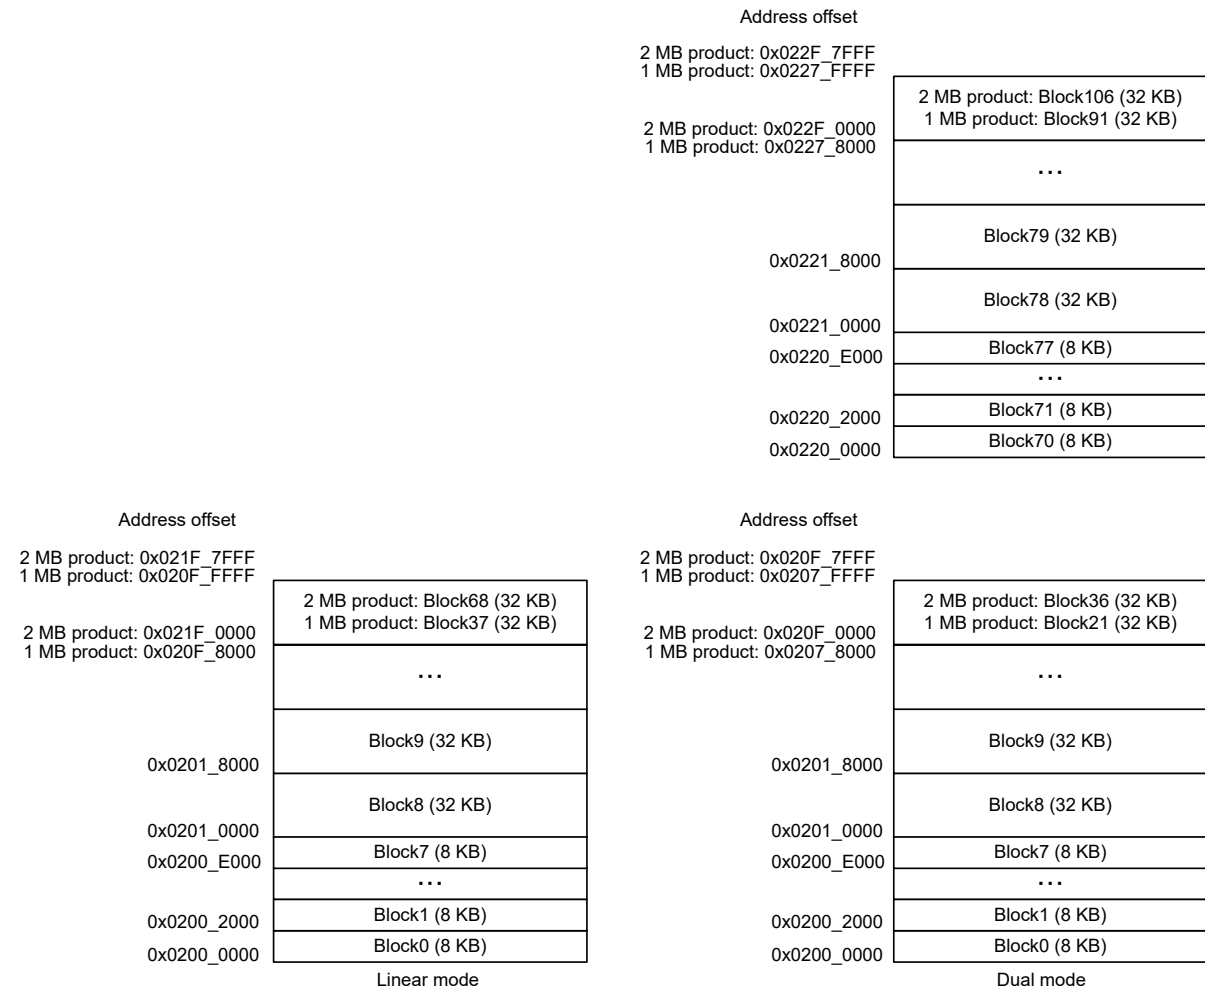 Address offset
2 MB product: 0x022F_7FFF
1 MB product: 0x0227_FFFF
2 MB product: Block106 (32 KB)
1 MB product: Block91 (32 KB)
2 MB product: 0x022F_0000
1 MB product: 0x0227_8000
...
Block79 (32 KB)
0x0221_8000
Block78 (32 KB)
0x0221_0000
Block77 (8 KB)
0x0220_E000
...
Block71 (8 KB)
0x0220_2000
Block70 (8 KB)
0x0220_0000
Address offset
2 MB product: 0x021F_7FFF
1 MB product: 0x020F_FFFF
2 MB product: Block68 (32 KB)
1 MB product: Block37 (32 KB)
2 MB product: 0x021F_0000
1 MB product: 0x020F_8000
...
Block9 (32 KB)
0x0201_8000
Block8 (32 KB)
0x0201_0000
Block7 (8 KB)
0x0200_E000
...
Block1 (8 KB)
0x0200_2000
Block0 (8 KB)
0x0200_0000
Linear mode
Address offset
2 MB product: 0x020F_7FFF
1 MB product: 0x0207_FFFF
2 MB product: Block36 (32 KB)
1 MB product: Block21 (32 KB)
2 MB product: 0x020F_0000
1 MB product: 0x0207_8000
...
Block9 (32 KB)
0x0201_8000
Block8 (32 KB)
0x0201_0000
Block7 (8 KB)
0x0200_E000
...
Block1 (8 KB)
0x0200_2000
Block0 (8 KB)
0x0200_0000
Dual mode